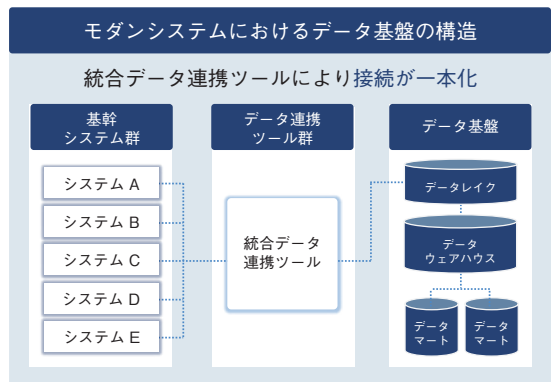 モダンシステムにおけるデータ基盤の構造
統合データ連携ツールにより接続が一本化
基幹
システム群
システム A
システム B
システム C
システム D
システム E
データ連携
ツール群
統合データ
連携ツール
データ基盤
データレイク
データ
ウェアハウス
データ
マート
データ
マート